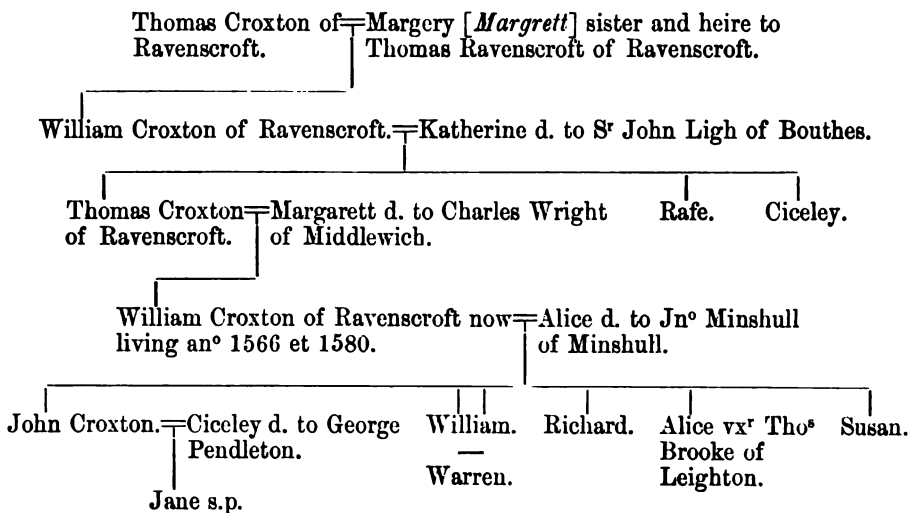 Thomas Croxton of=Margery [Margrett] sister and heire to
Ravenscroft. Thomas Ravenscroft of Ravenscroft.
William Croxton of Ravenscroft.=Katherine d. to Sʳ John Ligh of Bouthes.
Thomas Croxton=Margarett d. to Charles Wright Rafe. Ciceley.
of Ravenscroft. of Middlewich.
William Croxton of Ravenscroft now=Alice d. to Jnᵒ Minshull
living anᵒ 1566 et 1580. of Minshull.
John Croxton.=Ciceley d. to George William. Richard. Alice vxʳ Thoˢ Susan.
Pendleton. — Brooke of
Warren. Leighton.
Jane s.p.